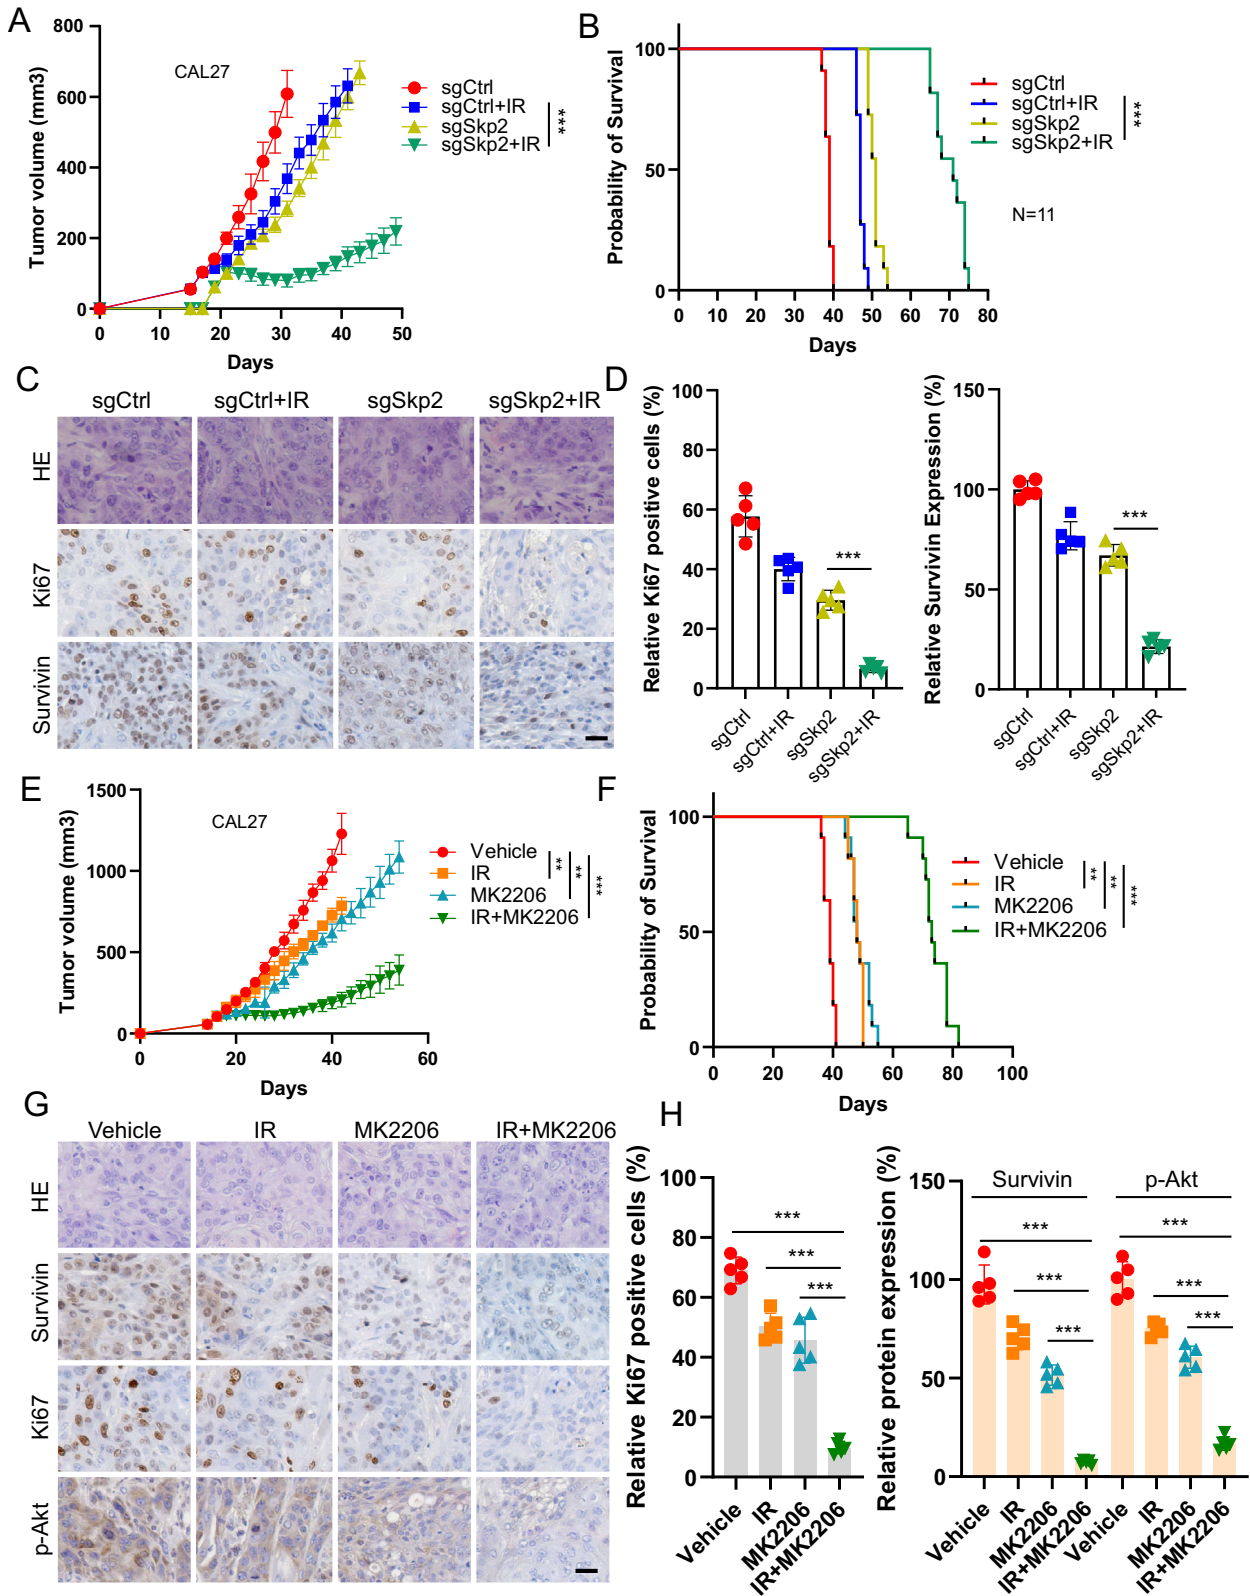 A
CAL27
Tumor volume (mm3)
800
600
400
200
0
0 10 20 30 40 50
Days
sgCtrl
sgCtrl+IR
sgSkp2
sgSkp2+IR
***
B
Probability of Survival
100
50
0
0 10 20 30 40 50 60 70 80
Days
sgCtrl
sgCtrl+IR
sgSkp2
sgSkp2+IR
***
N=11
C
sgCtrl sgCtrl+IR sgSkp2 sgSkp2+IR
HE
Ki67
Survivin
D
Relative Ki67 positive cells (%)
100
80
60
40
20
0
***
sgCtrl sgCtrl+IR sgSkp2 sgSkp2+IR
Relative Survivin Expression (%)
150
100
50
0
***
sgCtrl sgCtrl+IR sgSkp2 sgSkp2+IR
E
CAL27
Tumor volume (mm3)
1500
1000
500
0
0 20 40 60
Days
Vehicle
IR
MK2206
IR+MK2206
** ** ***
F
Probability of Survival
100
50
0
0 20 40 60 80 100
Days
Vehicle
IR
MK2206
IR+MK2206
** ** ***
G
Vehicle IR MK2206 IR+MK2206
HE
Survivin
Ki67
p-Akt
H
Relative Ki67 positive cells (%)
100
80
60
40
20
0
***
***
***
Vehicle IR MK2206 IR+MK2206
Relative protein expression (%)
150
100
50
0
Survivin p-Akt
*** ***
*** ***
*** ***
Vehicle IR MK2206 IR+MK2206 Vehicle IR MK2206 IR+MK2206